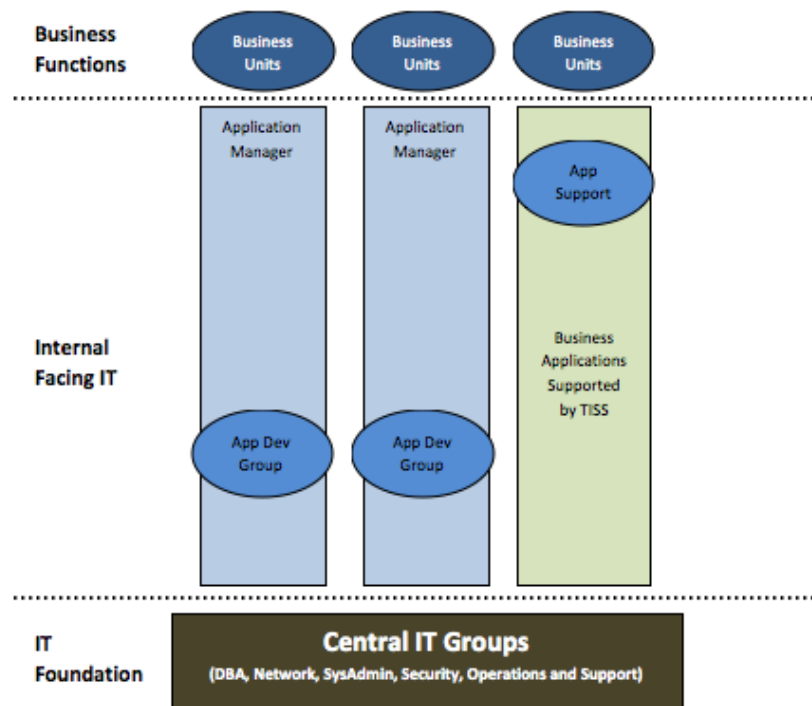 Business
Functions
Business
Units
Business
Units
Business
Units
Application
Manager
Application
Manager
App
Support
Internal
Facing IT
Business
Applications
Supported
by TISS
App Dev
Group
App Dev
Group
IT
Foundation
Central IT Groups
(DBA, Network, SysAdmin, Security, Operations and Support)